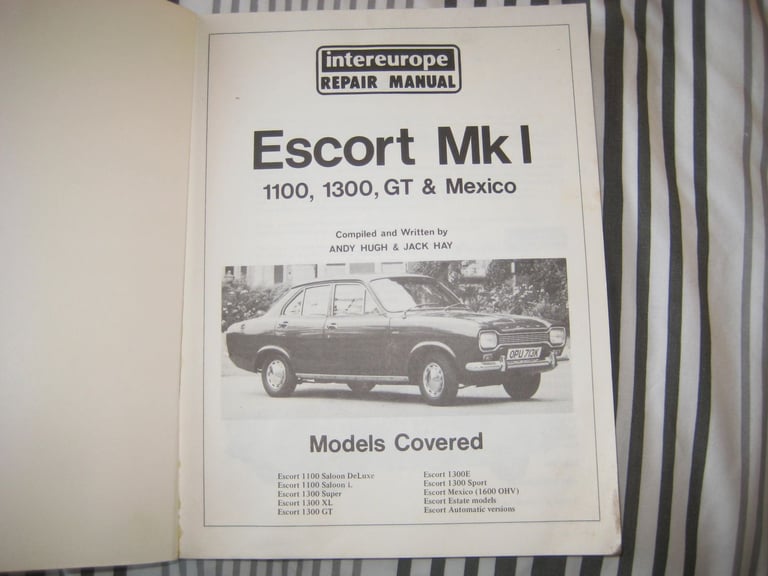 intereurope
REPAIR MANUAL
Escort Mk I
1100, 1300, GT & Mexico
Compiled and Written by
ANDY HUGH & JACK HAY
OPU 713K
Models Covered
Escort 1100 Saloon DeLuxe
Escort 1100 Saloon L
Escort 1300 Super
Escort 1300 XL
Escort 1300 GT
Escort 1300E
Escort 1300 Sport
Escort Mexico (1600 OHV)
Escort Estate models
Escort Automatic versions